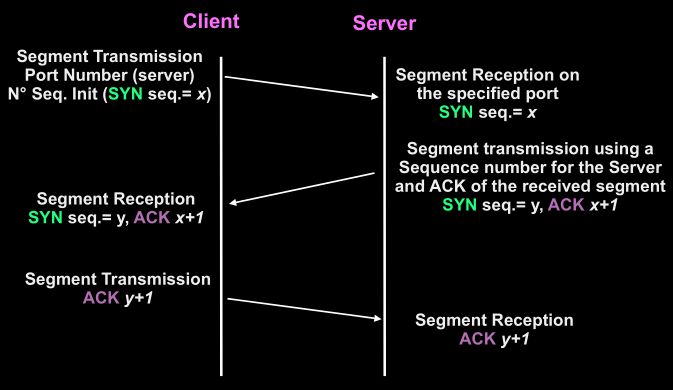 Client
Server
Segment Transmission
Port Number (server)
N° Seq. Init (SYN seq.= x)
Segment Reception on
the specified port
SYN seq.= x
Segment transmission using a
Sequence number for the Server
and ACK of the received segment
SYN seq.= y, ACK x+1
Segment Reception
SYN seq.= y, ACK x+1
Segment Transmission
ACK y+1
Segment Reception
ACK y+1